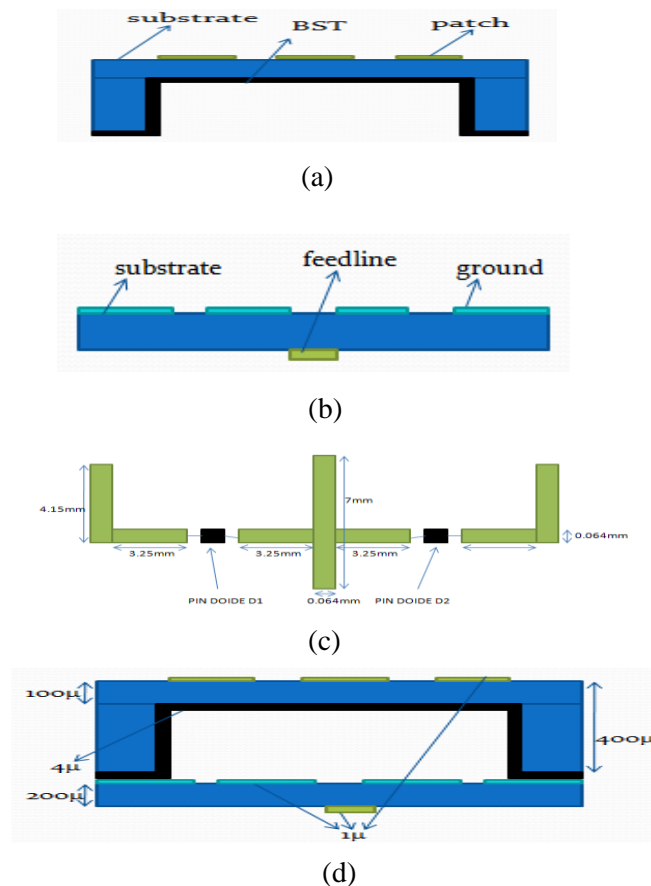 substrate BST patch
(a)
substrate feedline ground
(b)
4.15mm 7mm
3.25mm 3.25mm 3.25mm 0.064mm
PIN DOIDE D1 0.064mm PIN DOIDE D2
(c)
100μ
400μ
4μ
200μ
1μ
(d)